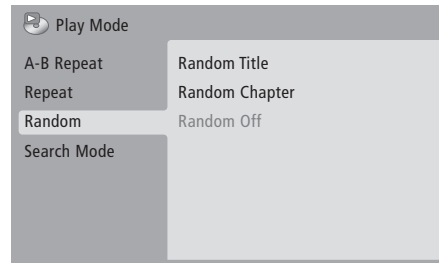 Play Mode
A-B Repeat
Repeat
Random
Search Mode
Random Title
Random Chapter
Random Off